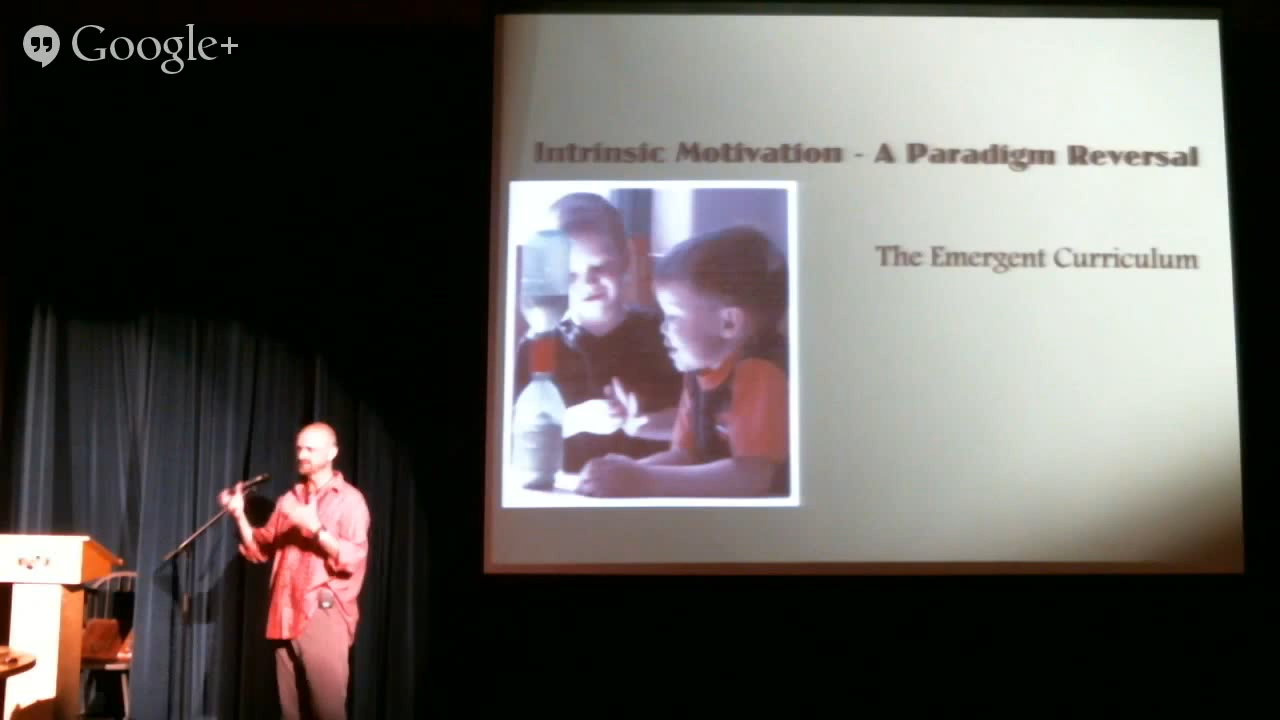 Google+
Intrinsic Motivation - A Paradigm Reversal
The Emergent Curriculum